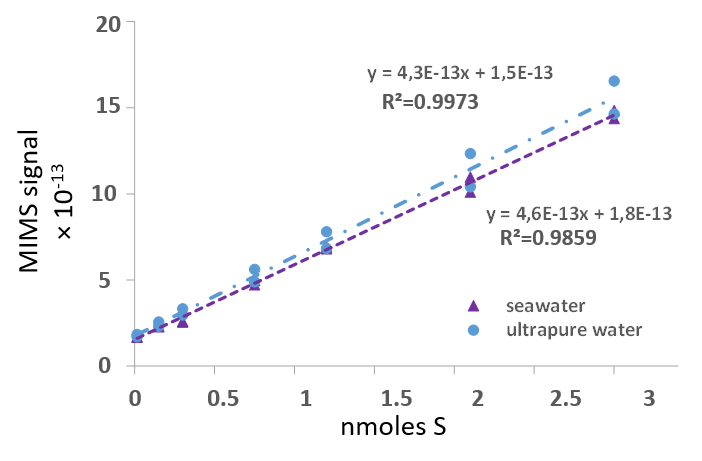 20
y = 4,3E-13x + 1,5E-13
R²=0.9973
15
MIMS signal
× 10-13
10
y = 4,6E-13x + 1,8E-13
R²=0.9859
5
seawater
ultrapure water
0
0 0.5 1 1.5 2 2.5 3
nmoles S